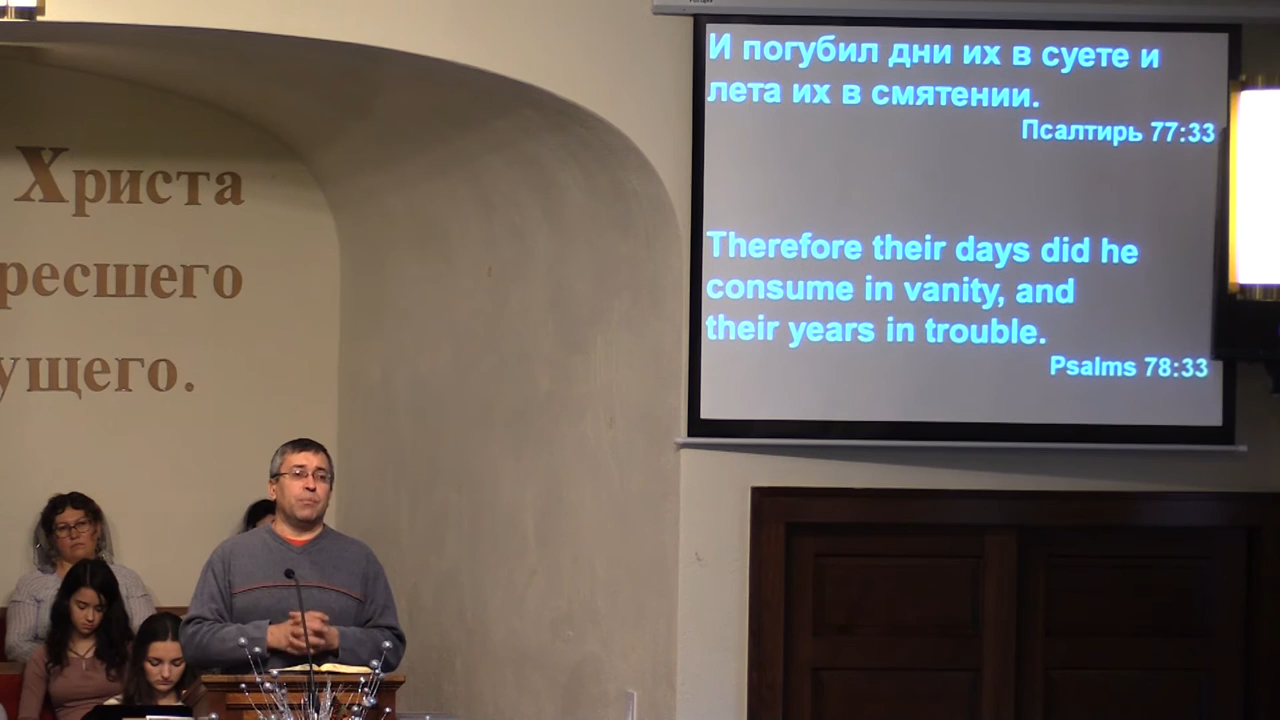 Христа
ресшего
ущего.
И погубил дни их в суете и
лета их в смятении.
Псалтирь 77:33
Therefore their days did he
consume in vanity, and
their years in trouble.
Psalms 78:33